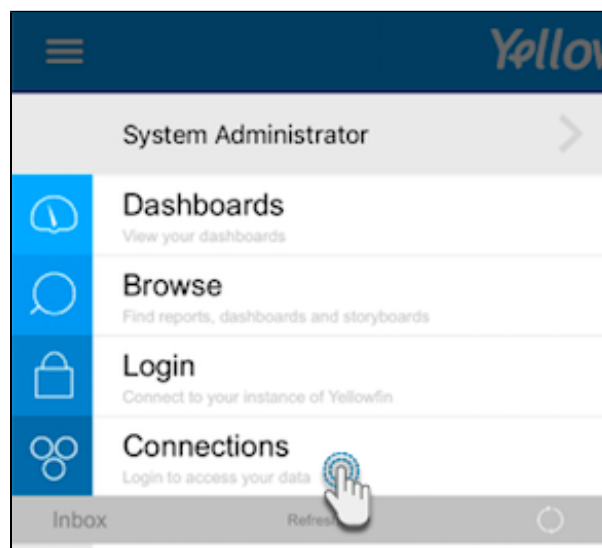 Yellow
System Administrator
Dashboards
View your dashboards
Browse
Find reports, dashboards and storyboards
Login
Connect to your instance of Yellowfin
Connections
Login to access your data
Inbox